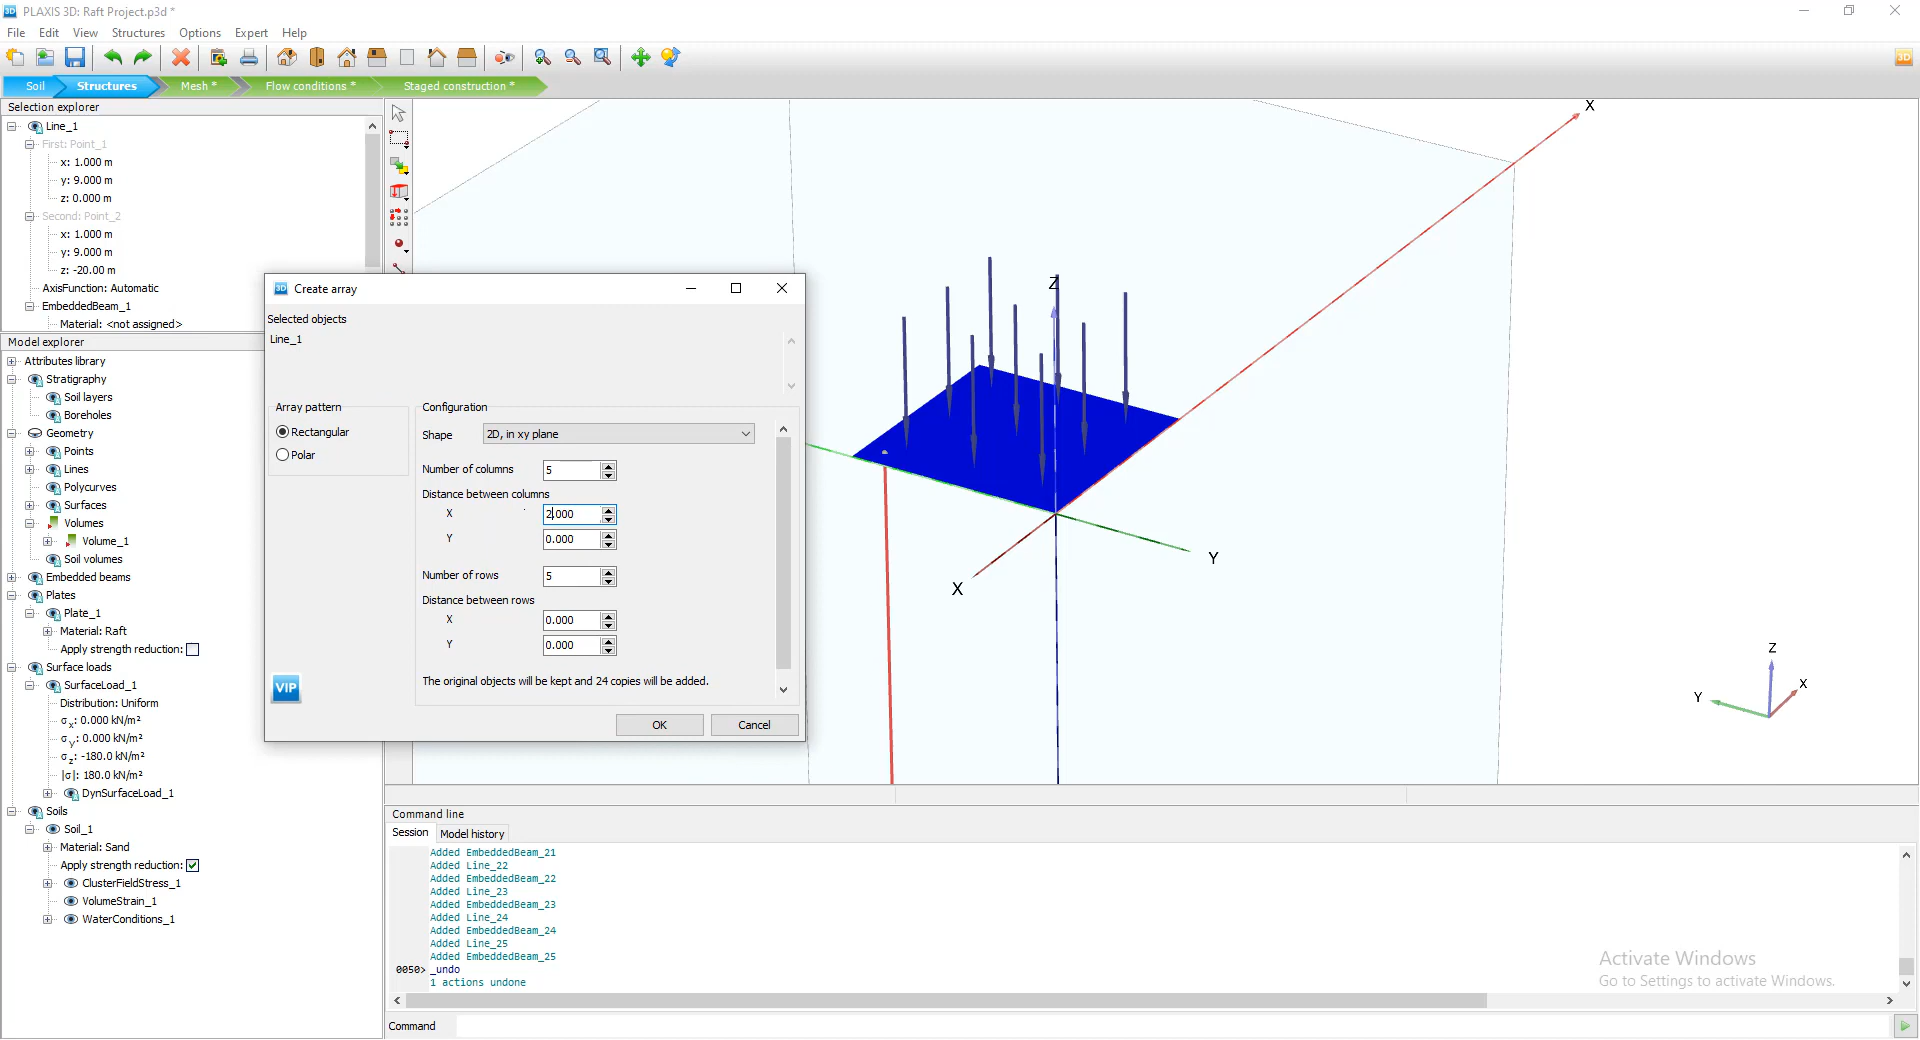 PLAXIS 3D: Raft Project.p3d *
File Edit View Structures Options Expert Help
Soil Structures Mesh * Flow conditions * Staged construction *
Selection explorer
Line_1
First: Point_1
x: 1.000 m
y: 9.000 m
z: 0.000 m
Second: Point_2
x: 1.000 m
y: 9.000 m
z: -20.00 m
AxisFunction: Automatic
EmbeddedBeam_1
Material: <not assigned>
Model explorer
Attributes library
Stratigraphy
Soil layers
Boreholes
Geometry
Points
Lines
Polycurves
Surfaces
Volumes
Volume_1
Soil volumes
Embedded beams
Plates
Plate_1
Material: Raft
Apply strength reduction:
Surface loads
SurfaceLoad_1
Distribution: Uniform
σx: 0.000 kN/m²
σy: 0.000 kN/m²
σz: -180.0 kN/m²
|σ|: 180.0 kN/m²
DynSurfaceLoad_1
Soils
Soil_1
Material: Sand
Apply strength reduction:
ClusterFieldStress_1
VolumeStrain_1
WaterConditions_1
Create array
Selected objects
Line_1
Array pattern
Rectangular
Polar
VIP
Configuration
Shape 2D, in xy plane
Number of columns 5
Distance between columns
X 2.000
Y 0.000
Number of rows 5
Distance between rows
X 0.000
Y 0.000
The original objects will be kept and 24 copies will be added.
OK Cancel
X
Z
Y
X
Z
X
Y
Command line
Session Model history
Added EmbeddedBeam_21
Added Line_22
Added EmbeddedBeam_22
Added Line_23
Added EmbeddedBeam_23
Added Line_24
Added EmbeddedBeam_24
Added Line_25
Added EmbeddedBeam_25
0050> _undo
1 actions undone
Command
Activate Windows
Go to Settings to activate Windows.